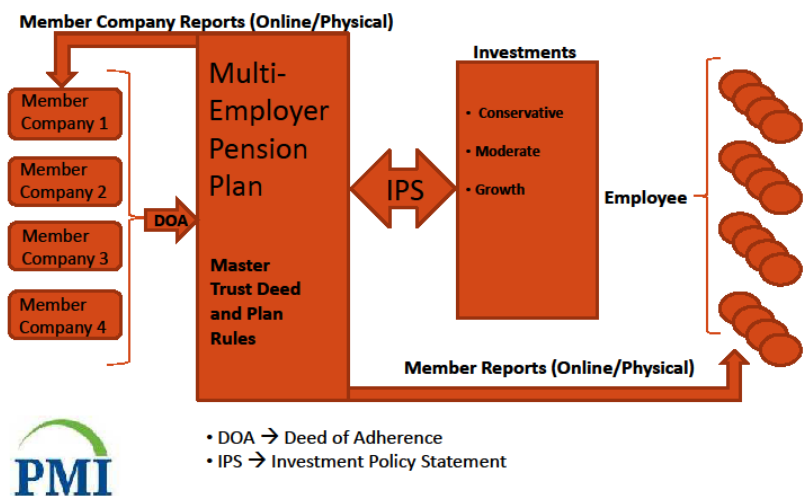 Member Company Reports (Online/Physical)
Member
Company 1
Member
Company 2
Member
Company 3
Member
Company 4
DOA
Multi-
Employer
Pension
Plan
Master
Trust Deed
and Plan
Rules
IPS
Investments
• Conservative
• Moderate
• Growth
Employee
Member Reports (Online/Physical)
• DOA → Deed of Adherence
• IPS → Investment Policy Statement
PMI